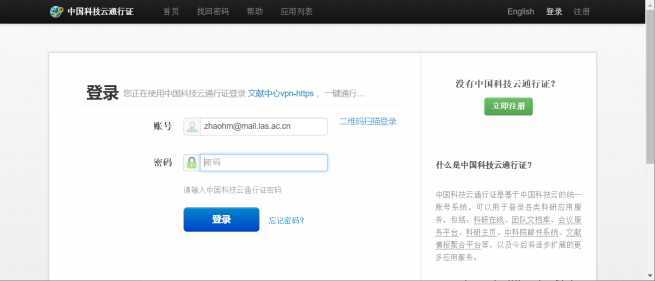 中国科技云通行证 首页 找回密码 帮助 应用列表 English 登录 注册
登录 您正在使用中国科技云通行证登录 文献中心vpn-https ，一键通行…
账号 zhaohm@mail.las.ac.cn 二维码扫描登录
密码 密码
请输入中国科技云通行证密码
登录 忘记密码?
没有中国科技云通行证?
立即注册
什么是中国科技云通行证?
中国科技云通行证是基于中国科技云的统一
账号系统，可以用于登录各类科研应用服
务，包括：科研在线、团队文档库、会议服
务平台、科研主页、中科院邮件系统、文献
情报聚合平台等，以及今后将逐步扩展的更
多应用服务。